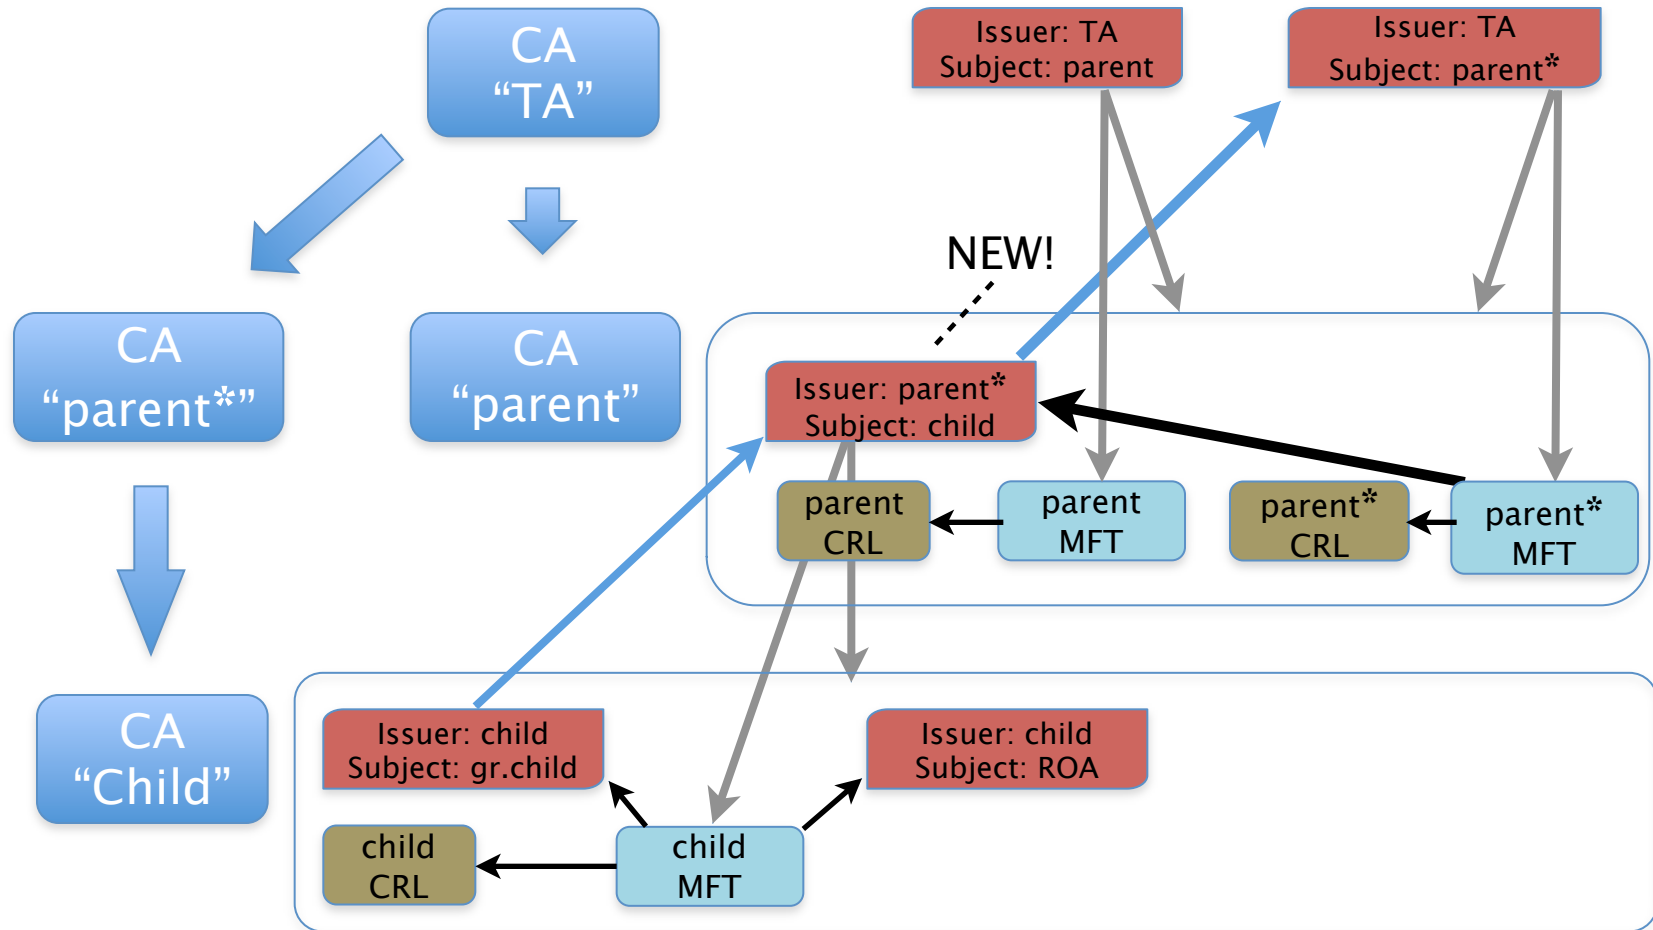 CA
“TA”
Issuer: TA
Subject: parent
Issuer: TA
Subject: parent*
NEW!
CA
“parent*”
CA
“parent”
Issuer: parent*
Subject: child
parent
CRL
parent
MFT
parent*
CRL
parent*
MFT
CA
“Child”
Issuer: child
Subject: gr.child
Issuer: child
Subject: ROA
child
CRL
child
MFT